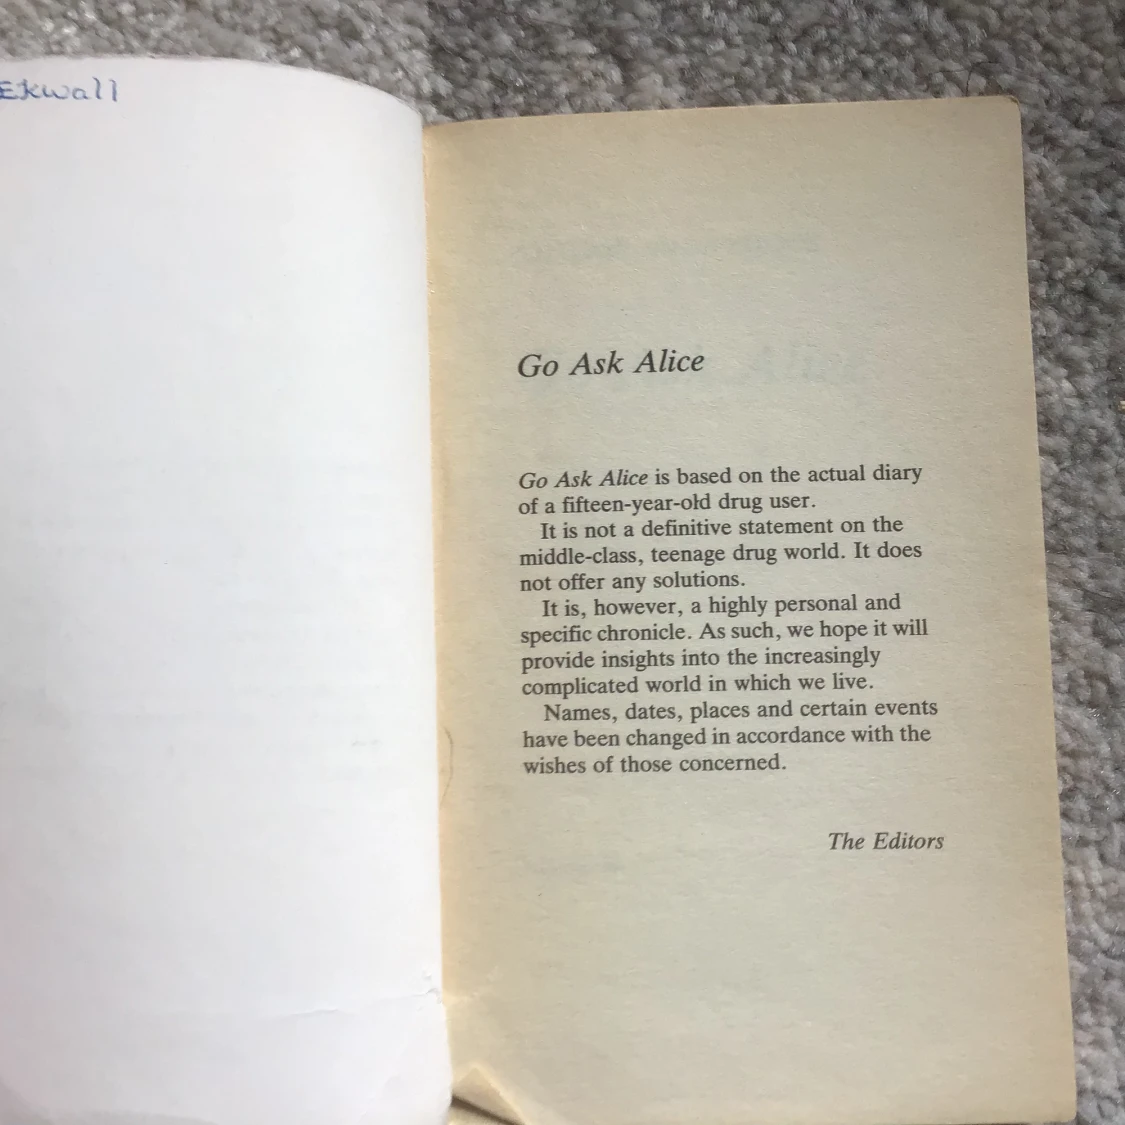 Ekwall
Go Ask Alice
Go Ask Alice is based on the actual diary
of a fifteen-year-old drug user.
It is not a definitive statement on the
middle-class, teenage drug world. It does
not offer any solutions.
It is, however, a highly personal and
specific chronicle. As such, we hope it will
provide insights into the increasingly
complicated world in which we live.
Names, dates, places and certain events
have been changed in accordance with the
wishes of those concerned.
The Editors